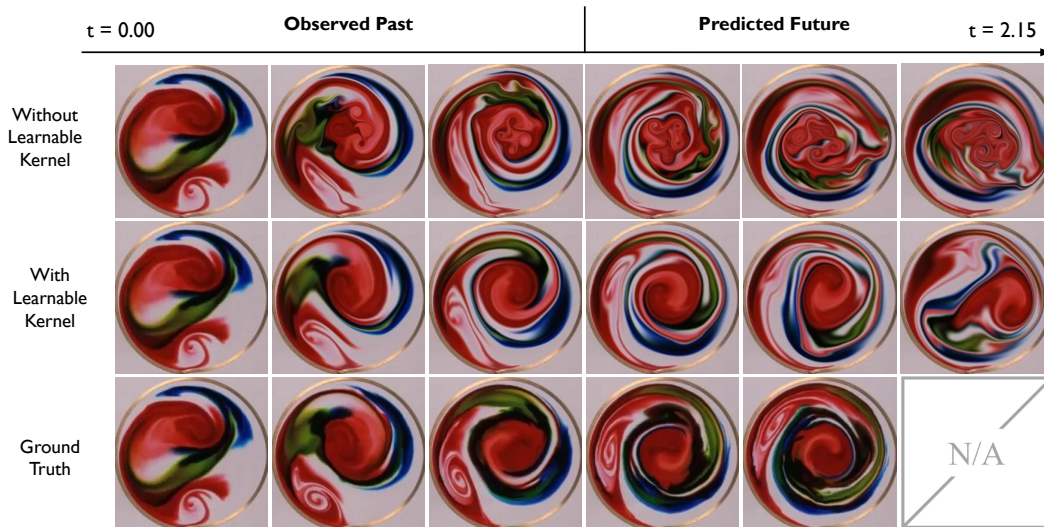 t = 0.00
Observed Past
Predicted Future
t = 2.15
Without
Learnable
Kernel
With
Learnable
Kernel
Ground
Truth
N/A